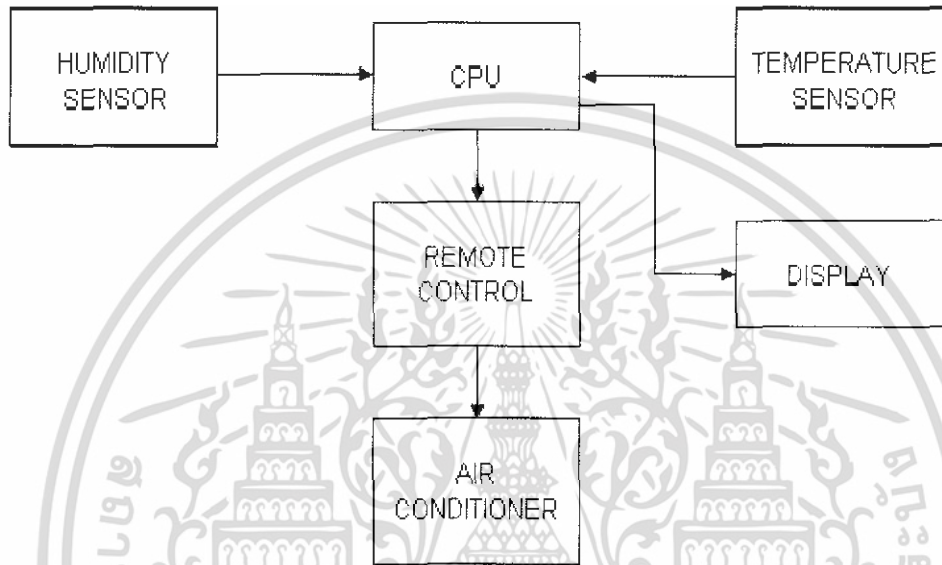 HUMIDITY
SENSOR
CPU
TEMPERATURE
SENSOR
REMOTE
CONTROL
DISPLAY
AIR
CONDITIONER